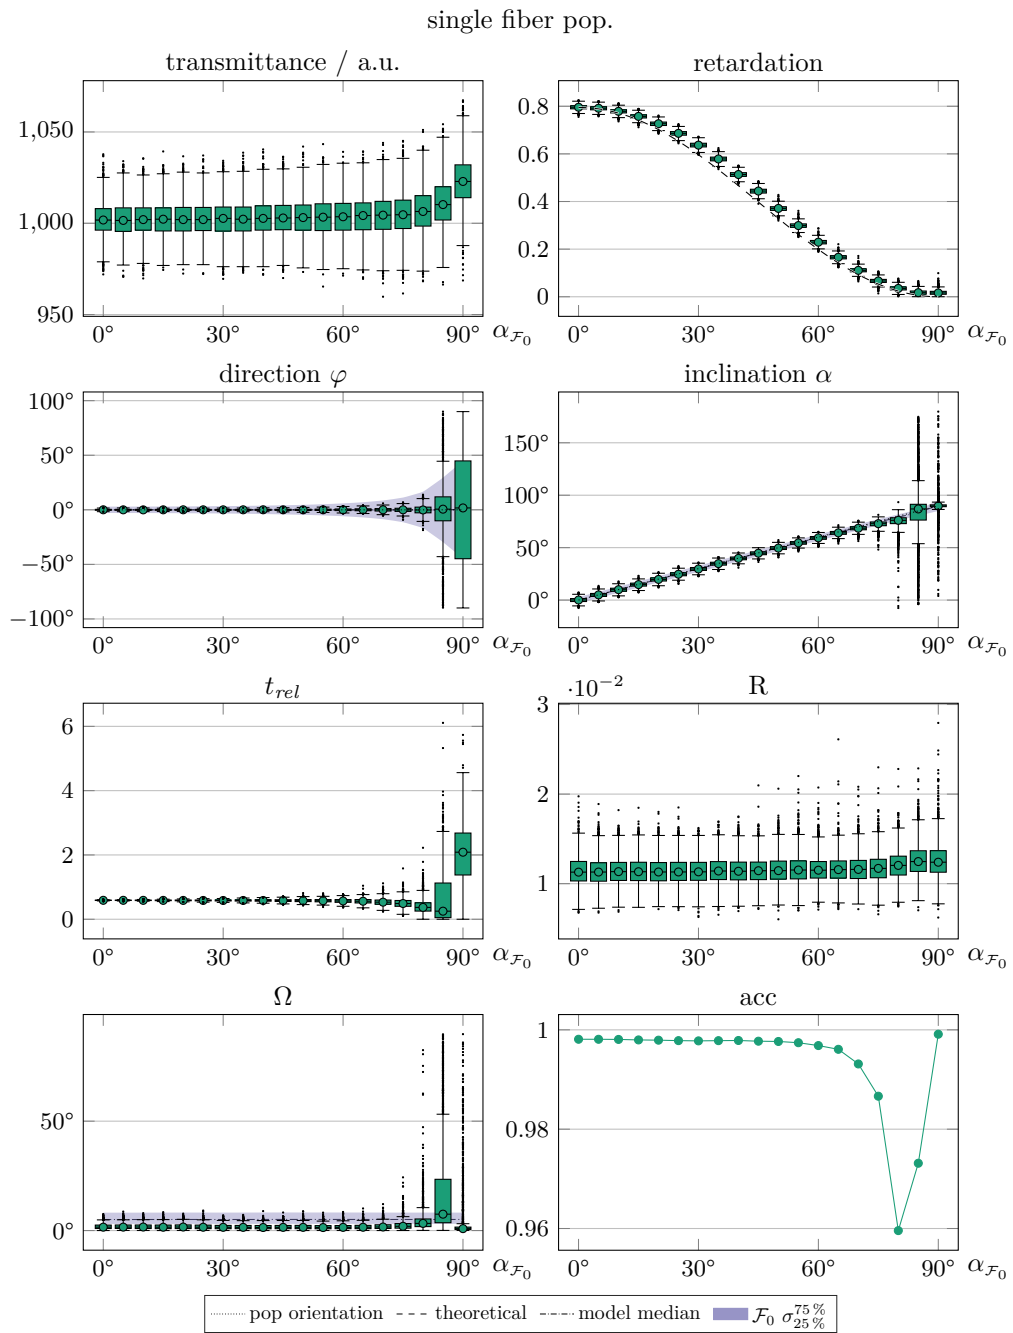 single fiber pop.
transmittance / a.u.
1,050
1,000
950
0° 30° 60° 90° α𝓕₀
retardation
0.8
0.6
0.4
0.2
0
0° 30° 60° 90° α𝓕₀
direction φ
100°
50°
0°
−50°
−100°
0° 30° 60° 90° α𝓕₀
inclination α
150°
100°
50°
0°
0° 30° 60° 90° α𝓕₀
t_rel
6
4
2
0
0° 30° 60° 90° α𝓕₀
·10⁻² R
3
2
1
0° 30° 60° 90° α𝓕₀
Ω
50°
0°
0° 30° 60° 90° α𝓕₀
acc
1
0.98
0.96
0° 30° 60° 90° α𝓕₀
pop orientation theoretical model median 𝓕₀ σ 75 % 25 %